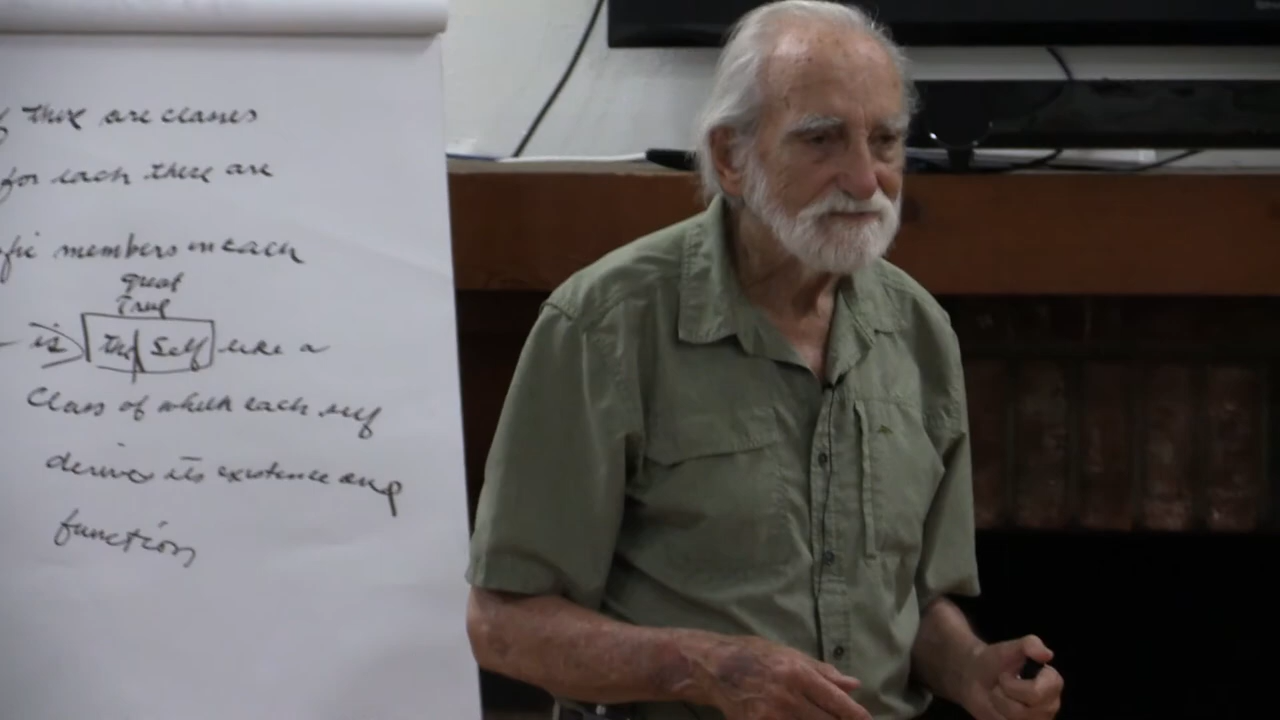 there are classes
for each there are
members in each
great
True
is the Self like a
Class of which each self
derives its existence and
function